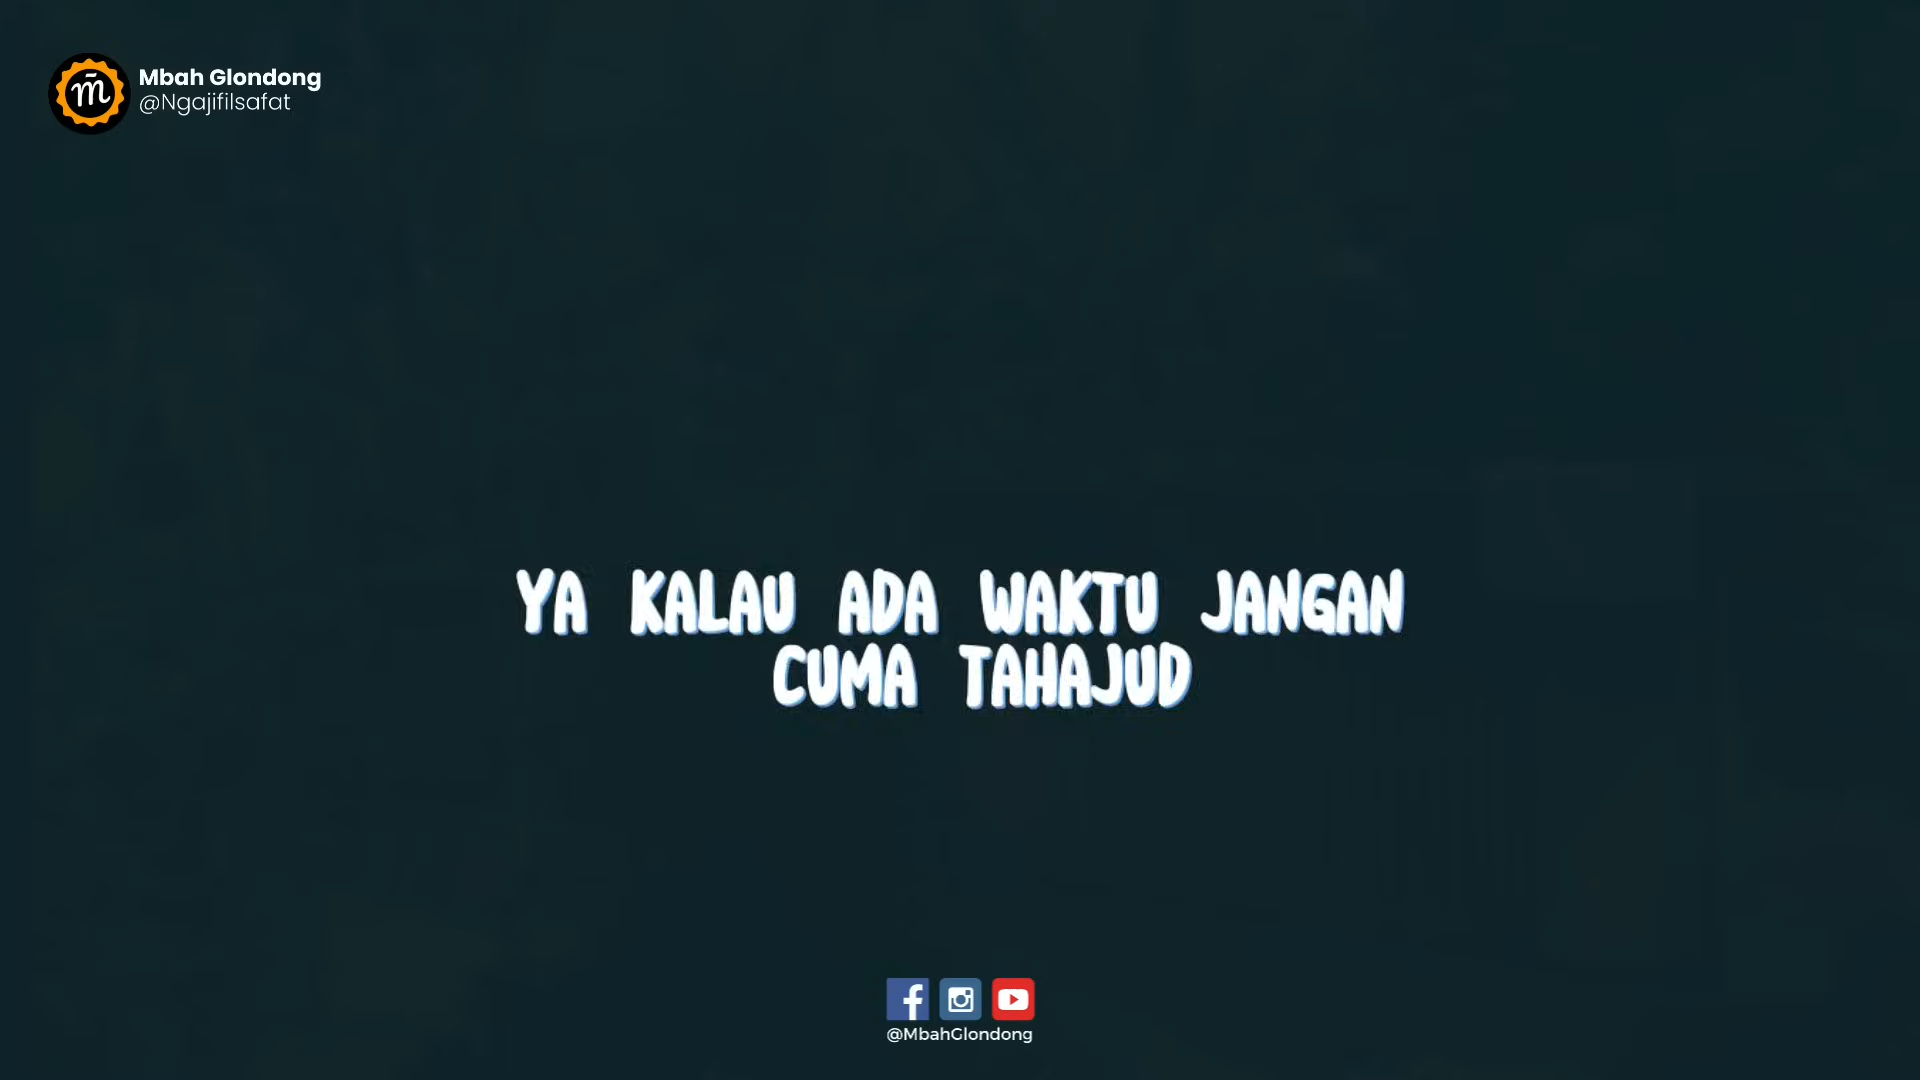 Mbah Glondong
@Ngajifilsafat
YA KALAU ADA WAKTU JANGAN
CUMA TAHAJUD
@MbahGlondong